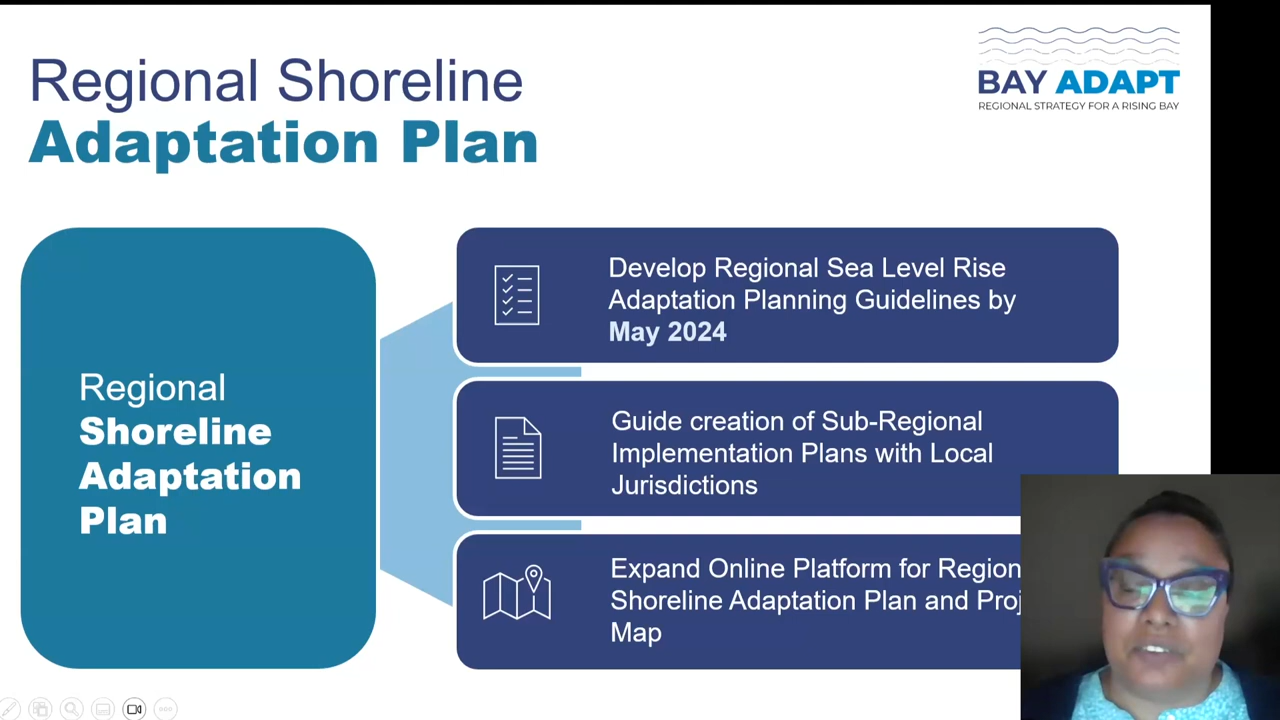 Regional Shoreline
Adaptation Plan
BAY ADAPT
REGIONAL STRATEGY FOR A RISING BAY
Regional
Shoreline
Adaptation
Plan
Develop Regional Sea Level Rise
Adaptation Planning Guidelines by
May 2024
Guide creation of Sub-Regional
Implementation Plans with Local
Jurisdictions
Expand Online Platform for Region
Shoreline Adaptation Plan and Proj
Map